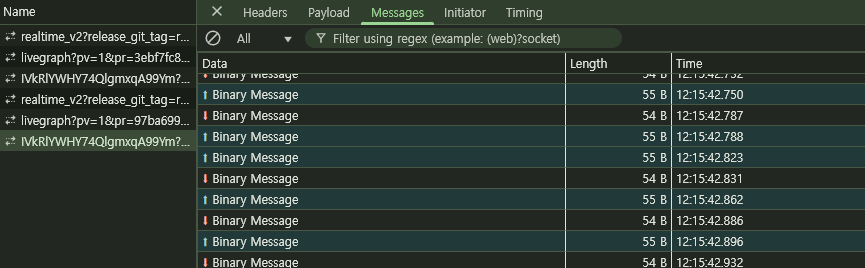 Name
realtime_v2?release_git_tag=r...
livegraph?pv=1&pr=3ebf7fc8...
IVkRlYWHY74QlgmxqA99Ym?...
realtime_v2?release_git_tag=r...
livegraph?pv=1&pr=97ba699...
IVkRlYWHY74QlgmxqA99Ym?...
× Headers Payload Messages Initiator Timing
All ▼ Filter using regex (example: (web)?socket)
Data Length Time
⬇ Binary Message 54 B 12:15:42.732
⬆ Binary Message 55 B 12:15:42.750
⬇ Binary Message 54 B 12:15:42.787
⬆ Binary Message 55 B 12:15:42.788
⬆ Binary Message 55 B 12:15:42.823
⬇ Binary Message 54 B 12:15:42.831
⬆ Binary Message 55 B 12:15:42.862
⬇ Binary Message 54 B 12:15:42.886
⬆ Binary Message 55 B 12:15:42.896
⬇ Binary Message 54 B 12:15:42.932